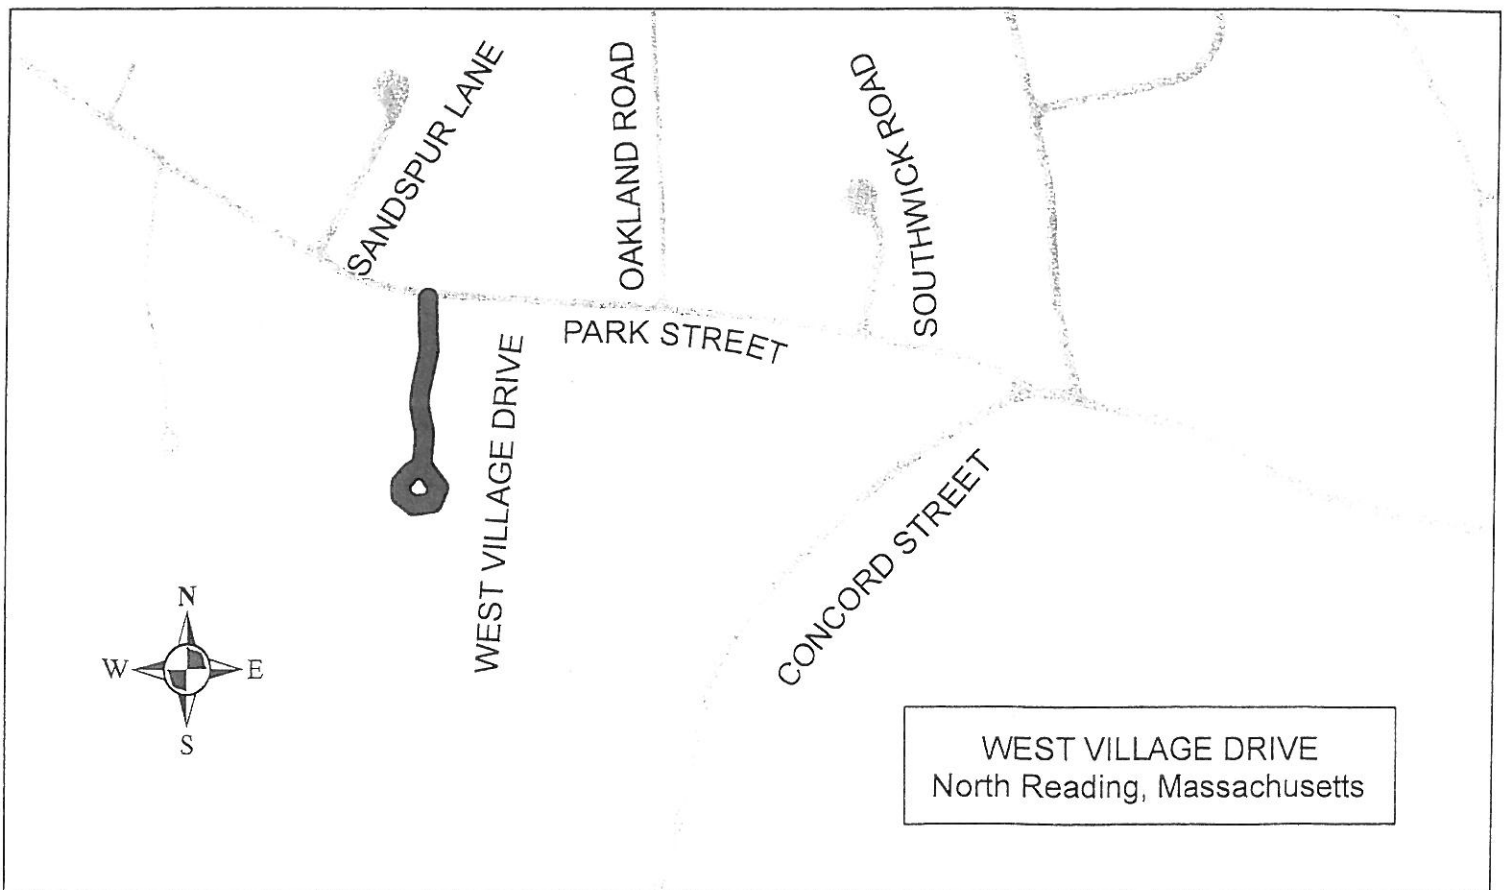 SANDSPUR LANE
OAKLAND ROAD
SOUTHWICK ROAD
PARK STREET
WEST VILLAGE DRIVE
CONCORD STREET
N
W E
S
WEST VILLAGE DRIVE
North Reading, Massachusetts